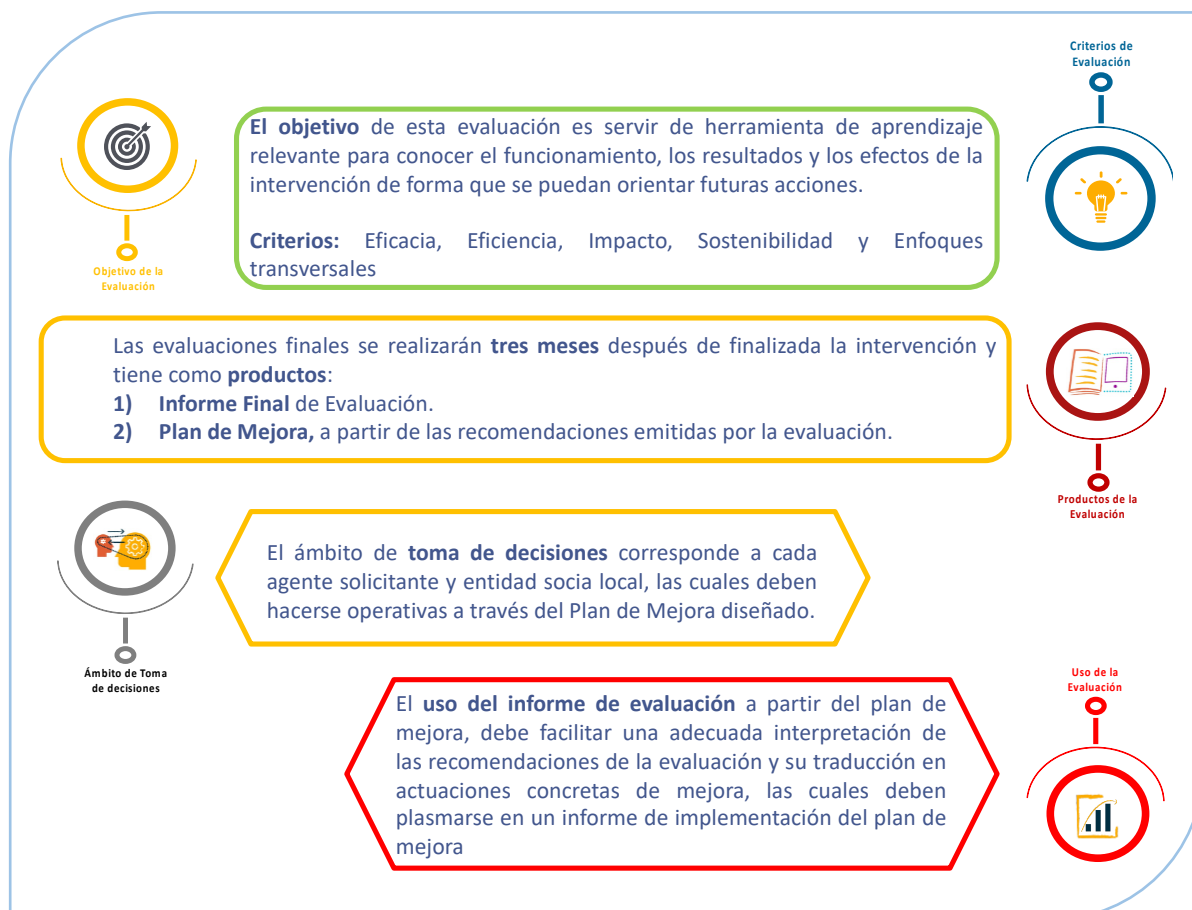 Criterios de
Evaluación
El objetivo de esta evaluación es servir de herramienta de aprendizaje
relevante para conocer el funcionamiento, los resultados y los efectos de la
intervención de forma que se puedan orientar futuras acciones.
Criterios: Eficacia, Eficiencia, Impacto, Sostenibilidad y Enfoques
transversales
Objetivo de la
Evaluación
Las evaluaciones finales se realizarán tres meses después de finalizada la intervención y
tiene como productos:
1) Informe Final de Evaluación.
2) Plan de Mejora, a partir de las recomendaciones emitidas por la evaluación.
Productos de la
Evaluación
El ámbito de toma de decisiones corresponde a cada
agente solicitante y entidad socia local, las cuales deben
hacerse operativas a través del Plan de Mejora diseñado.
Ámbito de Toma
de decisiones
Uso de la
Evaluación
El uso del informe de evaluación a partir del plan de
mejora, debe facilitar una adecuada interpretación de
las recomendaciones de la evaluación y su traducción en
actuaciones concretas de mejora, las cuales deben
plasmarse en un informe de implementación del plan de
mejora